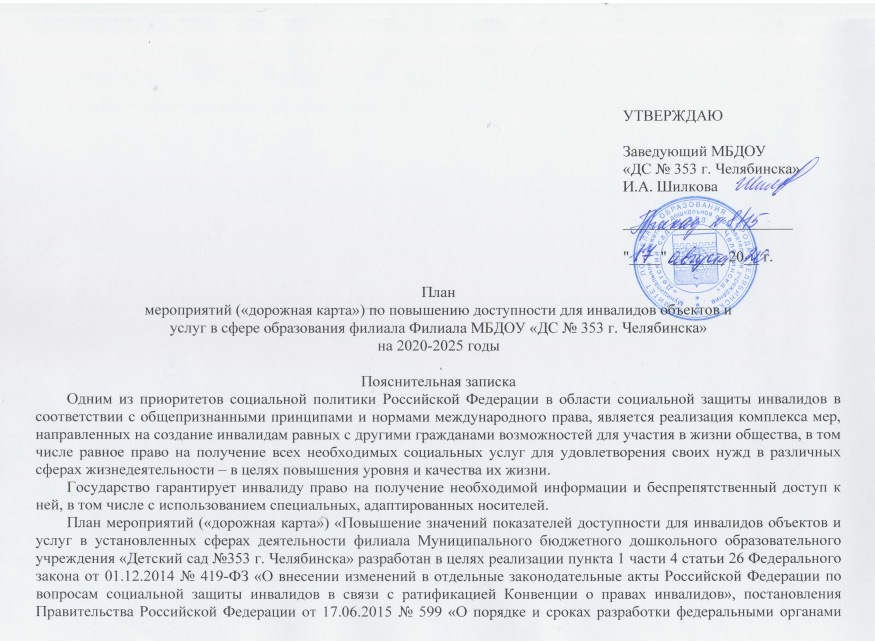 УТВЕРЖДАЮ
Заведующий МБДОУ
«ДС № 353 г. Челябинска»
И.А. Шилкова
Приказ № 8/15
"17" августа 20 г.
План
мероприятий («дорожная карта») по повышению доступности для инвалидов объектов и
услуг в сфере образования филиала Филиала МБДОУ «ДС № 353 г. Челябинска»
на 2020-2025 годы
Пояснительная записка
Одним из приоритетов социальной политики Российской Федерации в области социальной защиты инвалидов в
соответствии с общепризнанными принципами и нормами международного права, является реализация комплекса мер,
направленных на создание инвалидам равных с другими гражданами возможностей для участия в жизни общества, в том
числе равное право на получение всех необходимых социальных услуг для удовлетворения своих нужд в различных
сферах жизнедеятельности – в целях повышения уровня и качества их жизни.
Государство гарантирует инвалиду право на получение необходимой информации и беспрепятственный доступ к
ней, в том числе с использованием специальных, адаптированных носителей.
План мероприятий («дорожная карта») «Повышение значений показателей доступности для инвалидов объектов и
услуг в установленных сферах деятельности филиала Муниципального бюджетного дошкольного образовательного
учреждения «Детский сад №353 г. Челябинска» разработан в целях реализации пункта 1 части 4 статьи 26 Федерального
закона от 01.12.2014 № 419-ФЗ «О внесении изменений в отдельные законодательные акты Российской Федерации по
вопросам социальной защиты инвалидов в связи с ратификацией Конвенции о правах инвалидов», постановления
Правительства Российской Федерации от 17.06.2015 № 599 «О порядке и сроках разработки федеральными органами